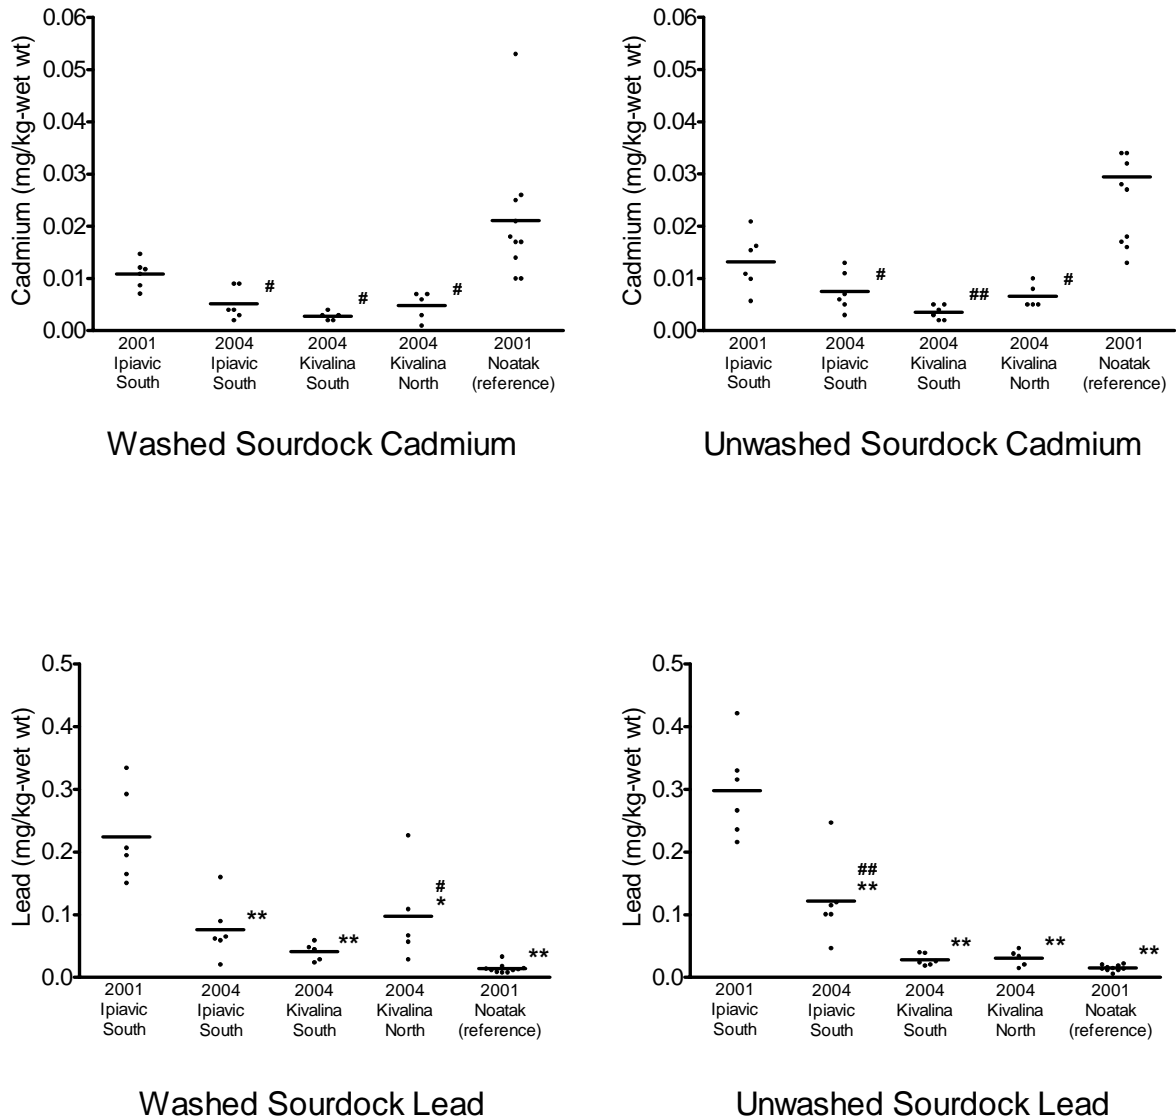 Cadmium (mg/kg-wet wt)
0.06
0.05
0.04
0.03
0.02
0.01
0.00
#
#
#
2001 Ipiavic South
2004 Ipiavic South
2004 Kivalina South
2004 Kivalina North
2001 Noatak (reference)
Washed Sourdock Cadmium
Cadmium (mg/kg-wet wt)
0.06
0.05
0.04
0.03
0.02
0.01
0.00
#
##
#
2001 Ipiavic South
2004 Ipiavic South
2004 Kivalina South
2004 Kivalina North
2001 Noatak (reference)
Unwashed Sourdock Cadmium
Lead (mg/kg-wet wt)
0.5
0.4
0.3
0.2
0.1
0.0
**
**
#
*
**
2001 Ipiavic South
2004 Ipiavic South
2004 Kivalina South
2004 Kivalina North
2001 Noatak (reference)
Washed Sourdock Lead
Lead (mg/kg-wet wt)
0.5
0.4
0.3
0.2
0.1
0.0
##
**
**
**
**
2001 Ipiavic South
2004 Ipiavic South
2004 Kivalina South
2004 Kivalina North
2001 Noatak (reference)
Unwashed Sourdock Lead